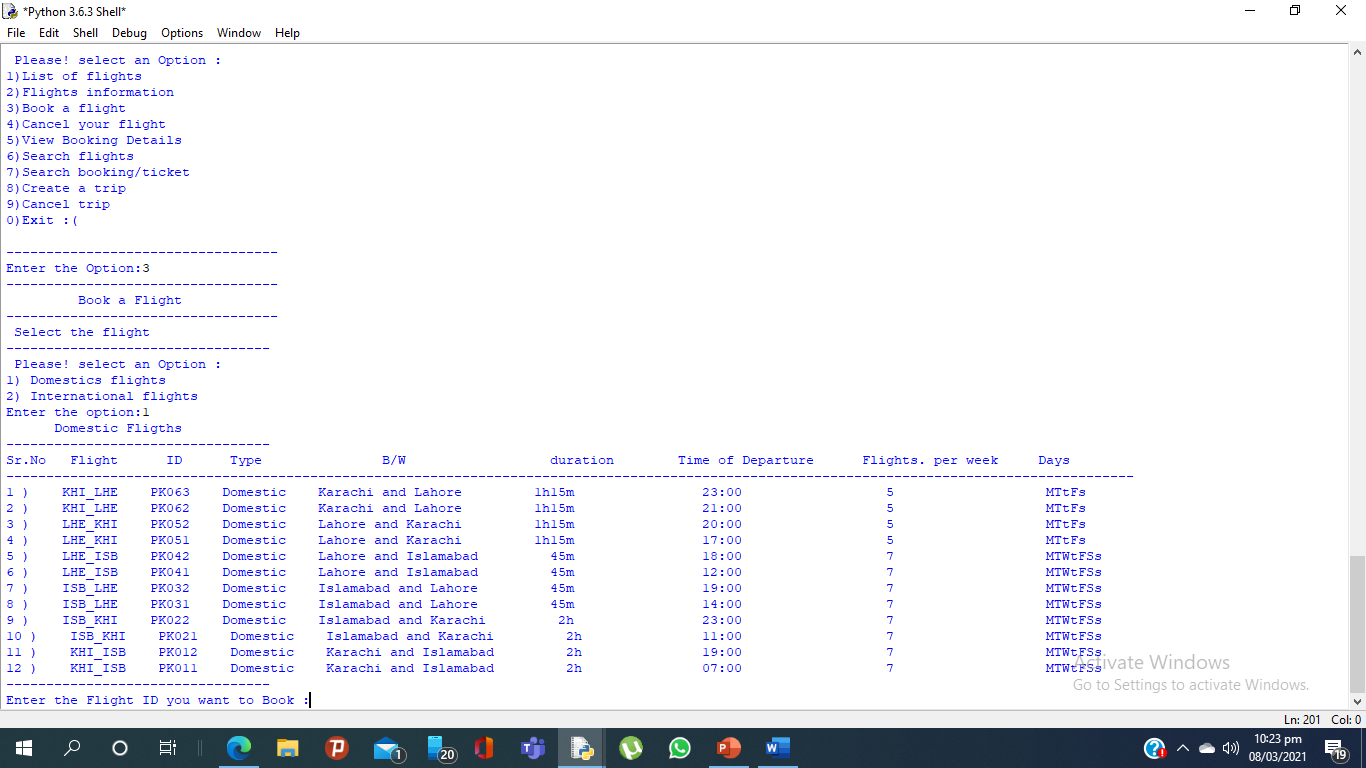 *Python 3.6.3 Shell*
File Edit Shell Debug Options Window Help
Please! select an Option :
1)List of flights
2)Flights information
3)Book a flight
4)Cancel your flight
5)View Booking Details
6)Search flights
7)Search booking/ticket
8)Create a trip
9)Cancel trip
0)Exit :(
----------------------------------
Enter the Option:3
----------------------------------
Book a Flight
----------------------------------
Select the flight
---------------------------------
Please! select an Option :
1) Domestics flights
2) International flights
Enter the option:1
Domestic Fligths
---------------------------------
Sr.No Flight ID Type B/W duration Time of Departure Flights. per week Days
---------------------------------------------------------------------------------------------------------------------------------------------
1 ) KHI_LHE PK063 Domestic Karachi and Lahore 1h15m 23:00 5 MTtFs
2 ) KHI_LHE PK062 Domestic Karachi and Lahore 1h15m 21:00 5 MTtFs
3 ) LHE_KHI PK052 Domestic Lahore and Karachi 1h15m 20:00 5 MTtFs
4 ) LHE_KHI PK051 Domestic Lahore and Karachi 1h15m 17:00 5 MTtFs
5 ) LHE_ISB PK042 Domestic Lahore and Islamabad 45m 18:00 7 MTWtFSs
6 ) LHE_ISB PK041 Domestic Lahore and Islamabad 45m 12:00 7 MTWtFSs
7 ) ISB_LHE PK032 Domestic Islamabad and Lahore 45m 19:00 7 MTWtFSs
8 ) ISB_LHE PK031 Domestic Islamabad and Lahore 45m 14:00 7 MTWtFSs
9 ) ISB_KHI PK022 Domestic Islamabad and Karachi 2h 23:00 7 MTWtFSs
10 ) ISB_KHI PK021 Domestic Islamabad and Karachi 2h 11:00 7 MTWtFSs
11 ) KHI_ISB PK012 Domestic Karachi and Islamabad 2h 19:00 7 MTWtFSs
12 ) KHI_ISB PK011 Domestic Karachi and Islamabad 2h 07:00 7 MTWtFSs
---------------------------------
Activate Windows
Go to Settings to activate Windows.
Enter the Flight ID you want to Book :
Ln: 201 Col: 0
1
20
10:23 pm
08/03/2021
19